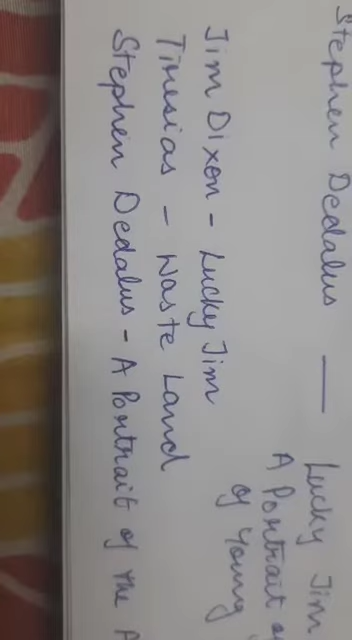 Stephen Dedalus —
Lucky Jim
A Portrait
of Young
Jim Dixon - Lucky Jim
Tiresias - Waste Land
Stephen Dedalus - A Portrait of the